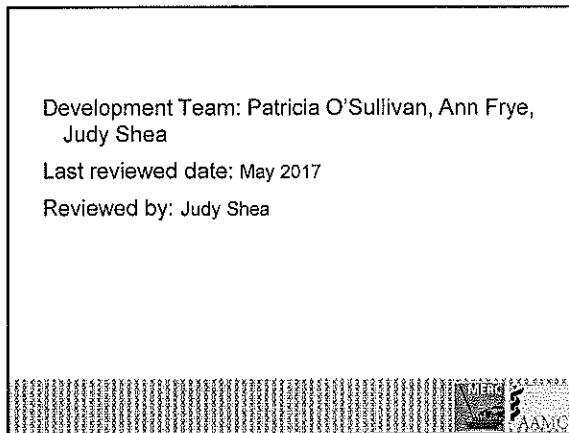 Development Team: Patricia O'Sullivan, Ann Frye,
Judy Shea
Last reviewed date: May 2017
Reviewed by: Judy Shea
MERC
AAMC